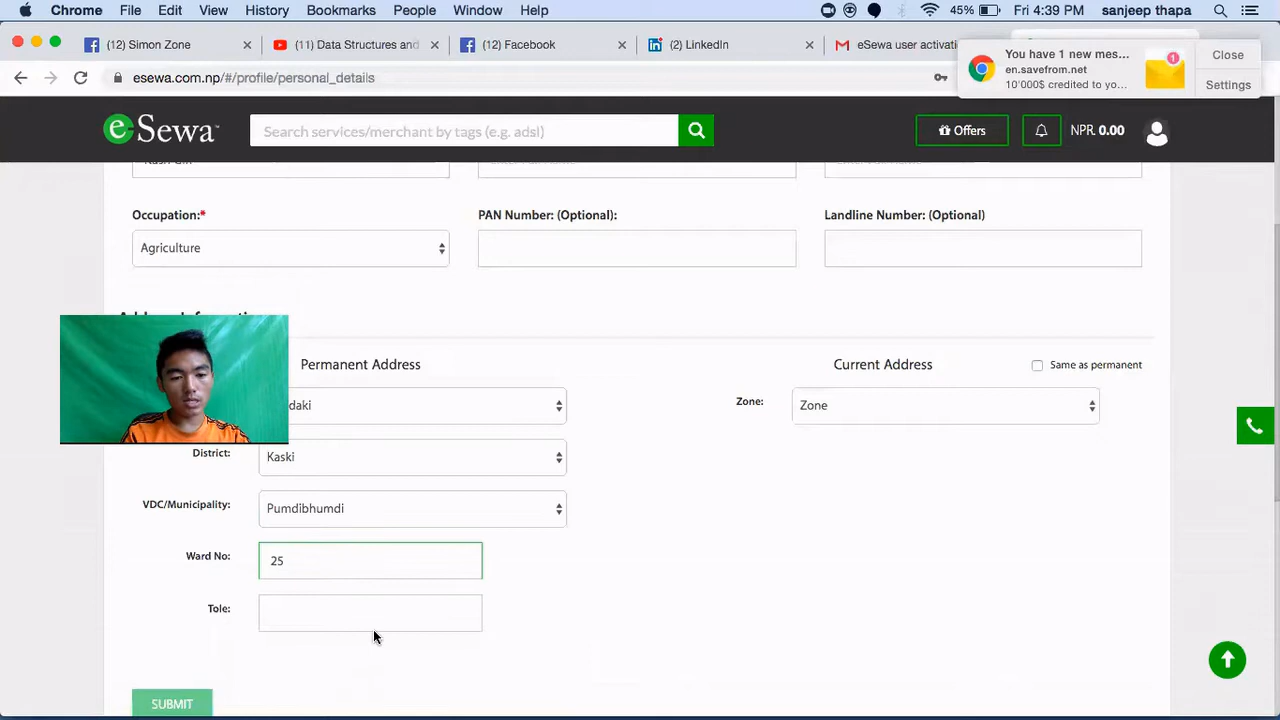 Chrome File Edit View History Bookmarks People Window Help 45% Fri 4:39 PM sanjeep thapa
(12) Simon Zone (11) Data Structures and (12) Facebook (2) LinkedIn eSewa user activati
You have 1 new mes... Close
en.savefrom.net
10'000$ credited to yo... Settings
esewa.com.np/#/profile/personal_details
eSewa™ Search services/merchant by tags (e.g. adsl) Offers NPR. 0.00
Occupation:* PAN Number: (Optional): Landline Number: (Optional)
Agriculture
Permanent Address Current Address Same as permanent
Zone: Zone
District: Kaski
VDC/Municipality: Pumdibhumdi
Ward No: 25
Tole:
SUBMIT